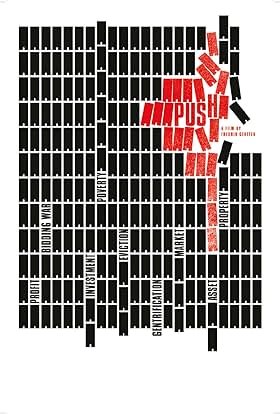 PUSH
A FILM BY
FREDRIK GERTTEN
PROFIT
BIDDING WAR
INVESTMENT
POVERTY
EVICTION
GENTRIFICATION
MARKET
ASSET
PROPERTY